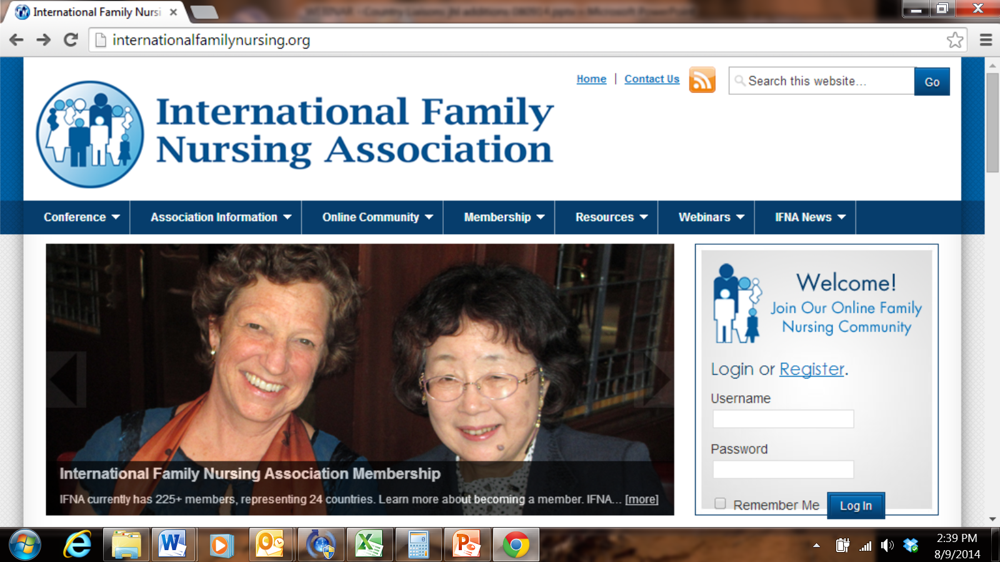 International Family Nursi
internationalfamilynursing.org
Home | Contact Us
Search this website...
Go
International Family
Nursing Association
Conference
Association Information
Online Community
Membership
Resources
Webinars
IFNA News
International Family Nursing Association Membership
IFNA currently has 225+ members, representing 24 countries. Learn more about becoming a member. IFNA... [more]
Welcome!
Join Our Online Family
Nursing Community
Login or Register.
Username
Password
Remember Me
Log In
2:39 PM
8/9/2014